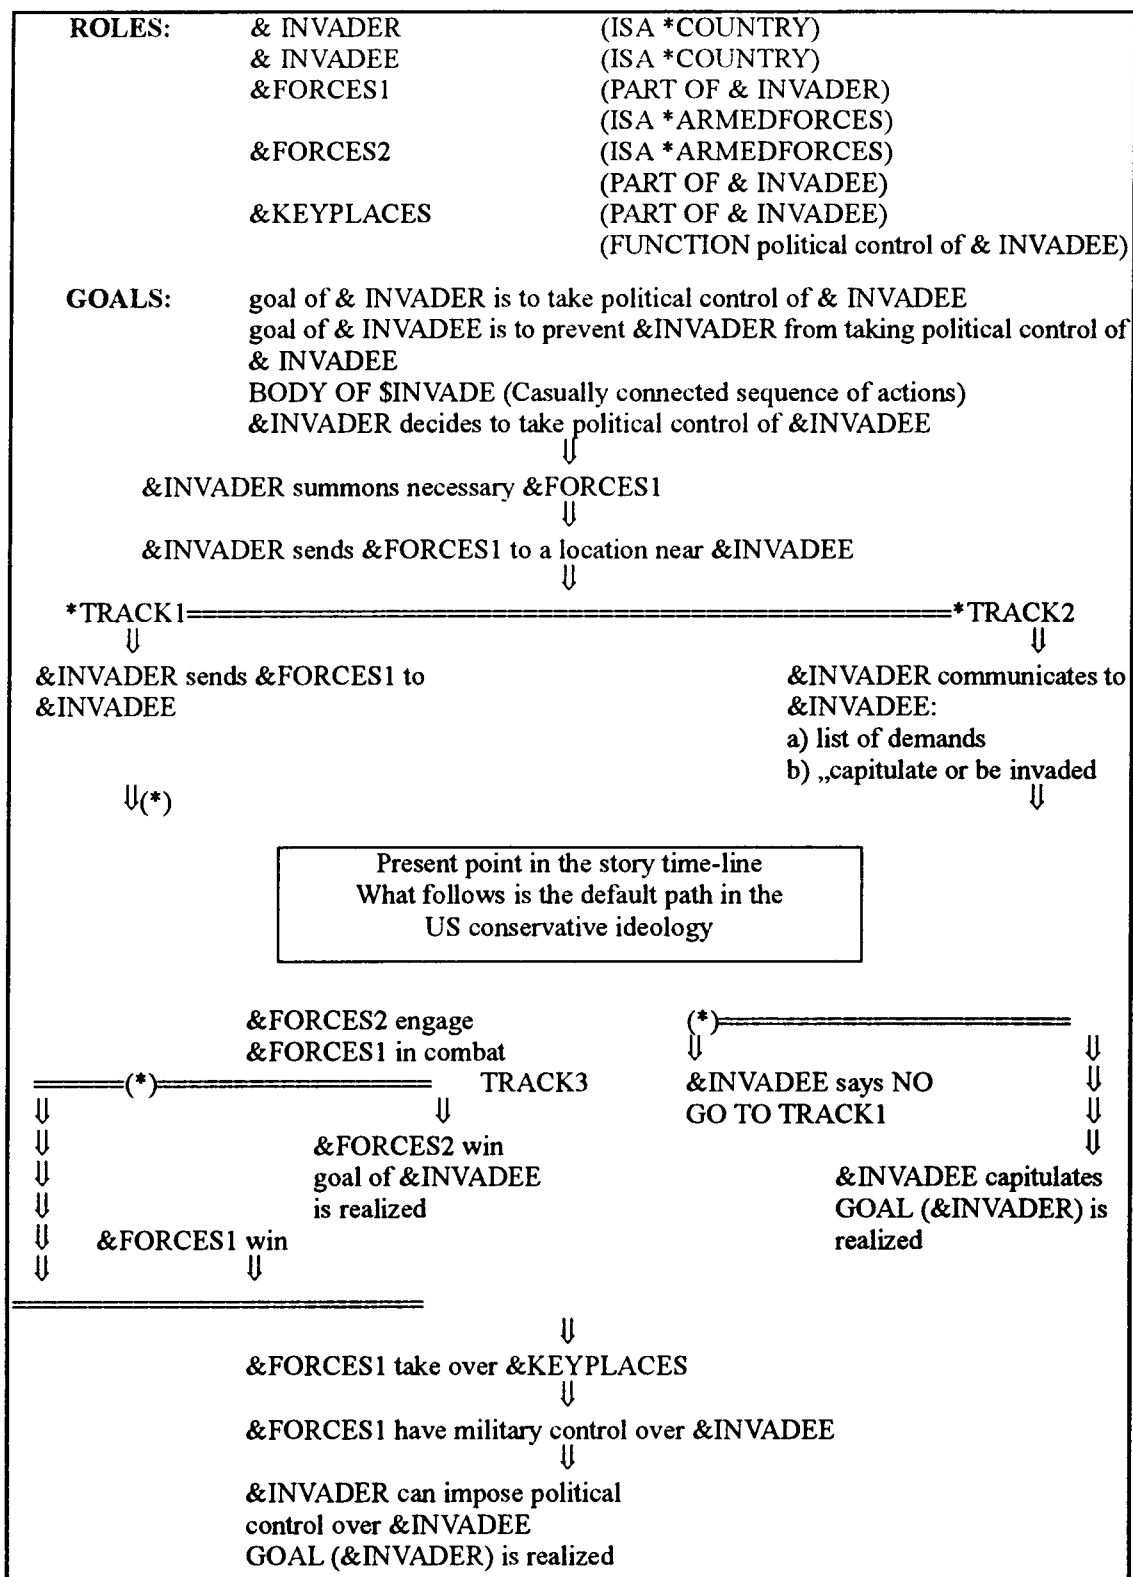 ROLES: & INVADER (ISA *COUNTRY)
& INVADEE (ISA *COUNTRY)
&FORCES1 (PART OF & INVADER)
(ISA *ARMEDFORCES)
&FORCES2 (ISA *ARMEDFORCES)
(PART OF & INVADEE)
&KEYPLACES (PART OF & INVADEE)
(FUNCTION political control of & INVADEE)
GOALS: goal of & INVADER is to take political control of & INVADEE
goal of & INVADEE is to prevent &INVADER from taking political control of
& INVADEE
BODY OF $INVADE (Casually connected sequence of actions)
&INVADER decides to take political control of &INVADEE
⇓
&INVADER summons necessary &FORCES1
⇓
&INVADER sends &FORCES1 to a location near &INVADEE
⇓
*TRACK1==========================================*TRACK2
⇓ ⇓
&INVADER sends &FORCES1 to &INVADER communicates to
&INVADEE &INVADEE:
a) list of demands
b) „capitulate or be invaded
⇓(*) ⇓
Present point in the story time-line
What follows is the default path in the
US conservative ideology
&FORCES2 engage (*)====================
&FORCES1 in combat ⇓ ⇓
======(*)============== TRACK3 &INVADEE says NO ⇓
⇓ ⇓ GO TO TRACK1 ⇓
⇓ &FORCES2 win ⇓
⇓ goal of &INVADEE &INVADEE capitulates
⇓ is realized GOAL (&INVADER) is
⇓ &FORCES1 win realized
⇓ ⇓
=======================
⇓
&FORCES1 take over &KEYPLACES
⇓
&FORCES1 have military control over &INVADEE
⇓
&INVADER can impose political
control over &INVADEE
GOAL (&INVADER) is realized